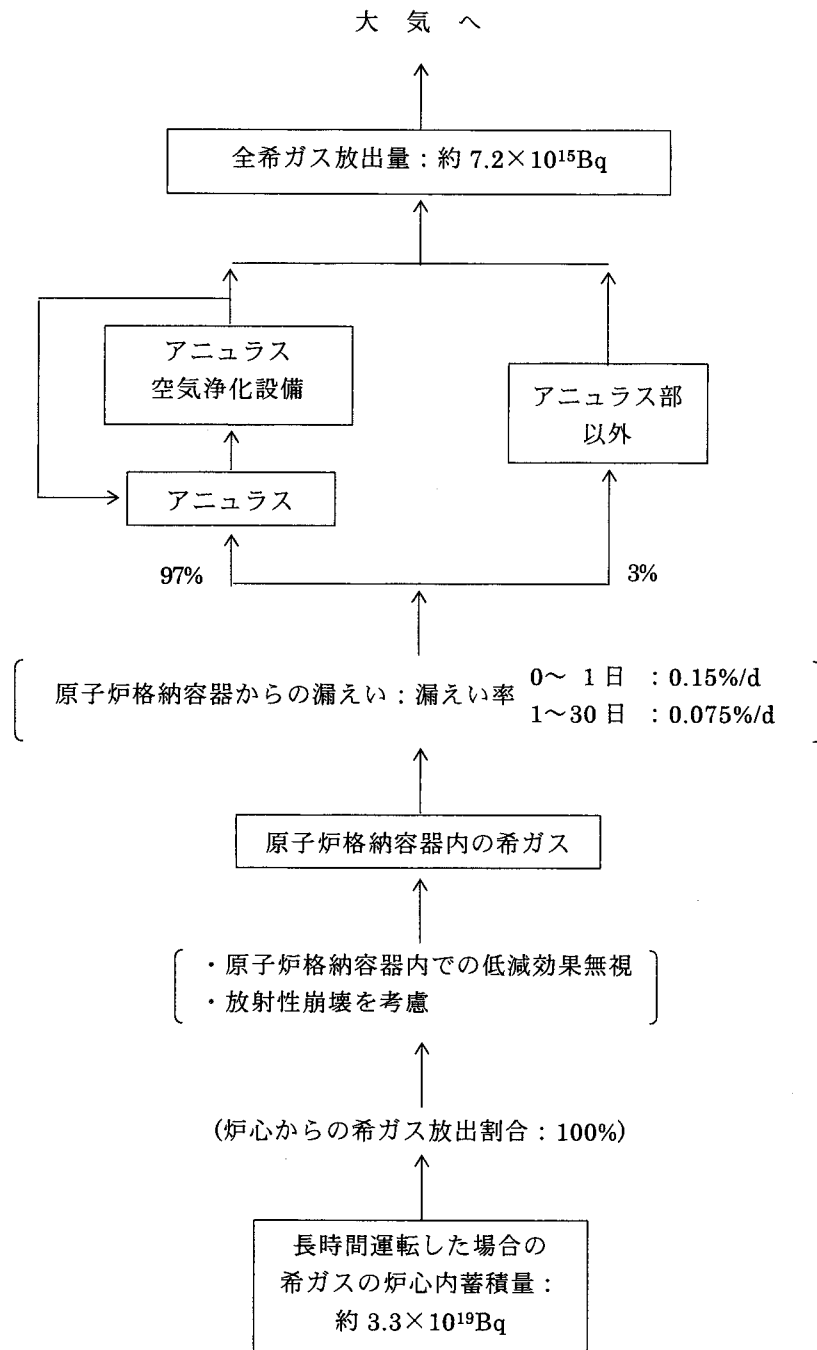 大 気 へ
全希ガス放出量：約 7.2×10¹⁵Bq
アニュラス
空気浄化設備
アニュラス部
以外
アニュラス
97%
3%
原子炉格納容器からの漏えい：漏えい率
0～ 1 日 ：0.15%/d
1～30 日 ：0.075%/d
原子炉格納容器内の希ガス
・原子炉格納容器内での低減効果無視
・放射性崩壊を考慮
(炉心からの希ガス放出割合：100%)
長時間運転した場合の
希ガスの炉心内蓄積量：
約 3.3×10¹⁹Bq